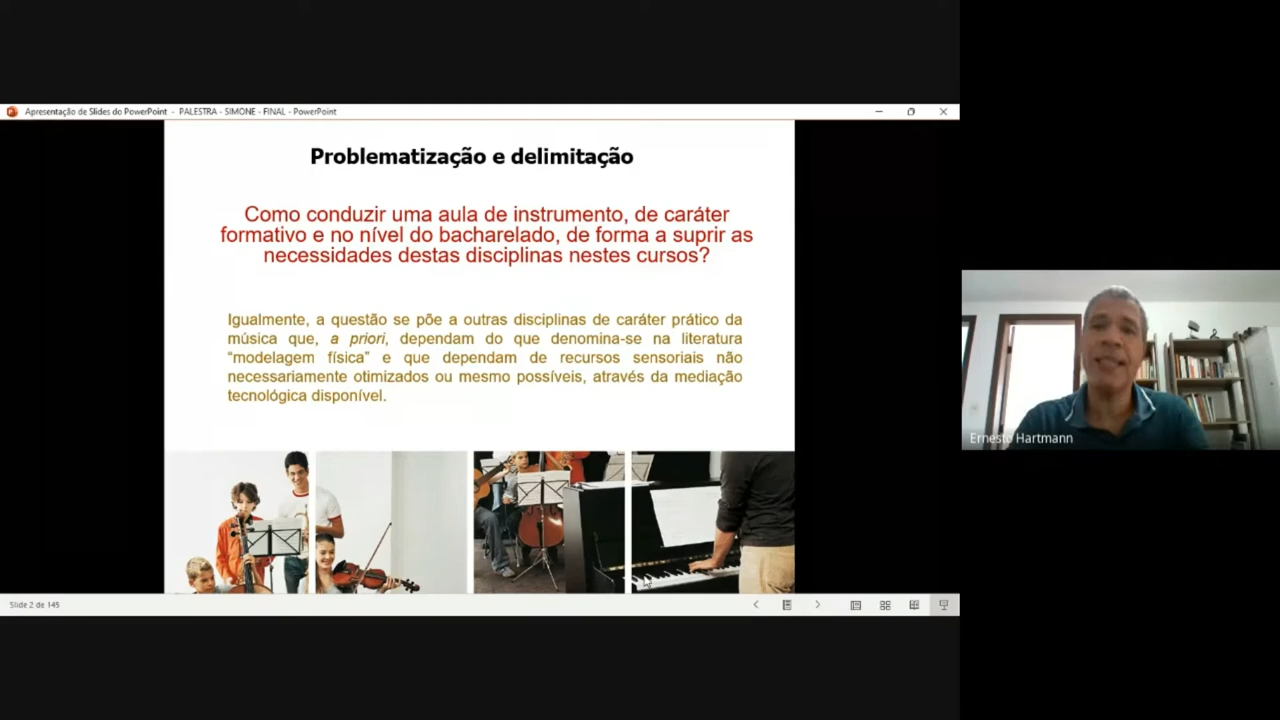 Apresentação de Slides do PowerPoint - PALESTRA - SIMONE - FINAL - PowerPoint
Problematização e delimitação
Como conduzir uma aula de instrumento, de caráter
formativo e no nível do bacharelado, de forma a suprir as
necessidades destas disciplinas nestes cursos?
Igualmente, a questão se põe a outras disciplinas de caráter prático da
música que, a priori, dependam do que denomina-se na literatura
“modelagem física” e que dependam de recursos sensoriais não
necessariamente otimizados ou mesmo possíveis, através da mediação
tecnológica disponível.
Ernesto Hartmann
Slide 2 de 145